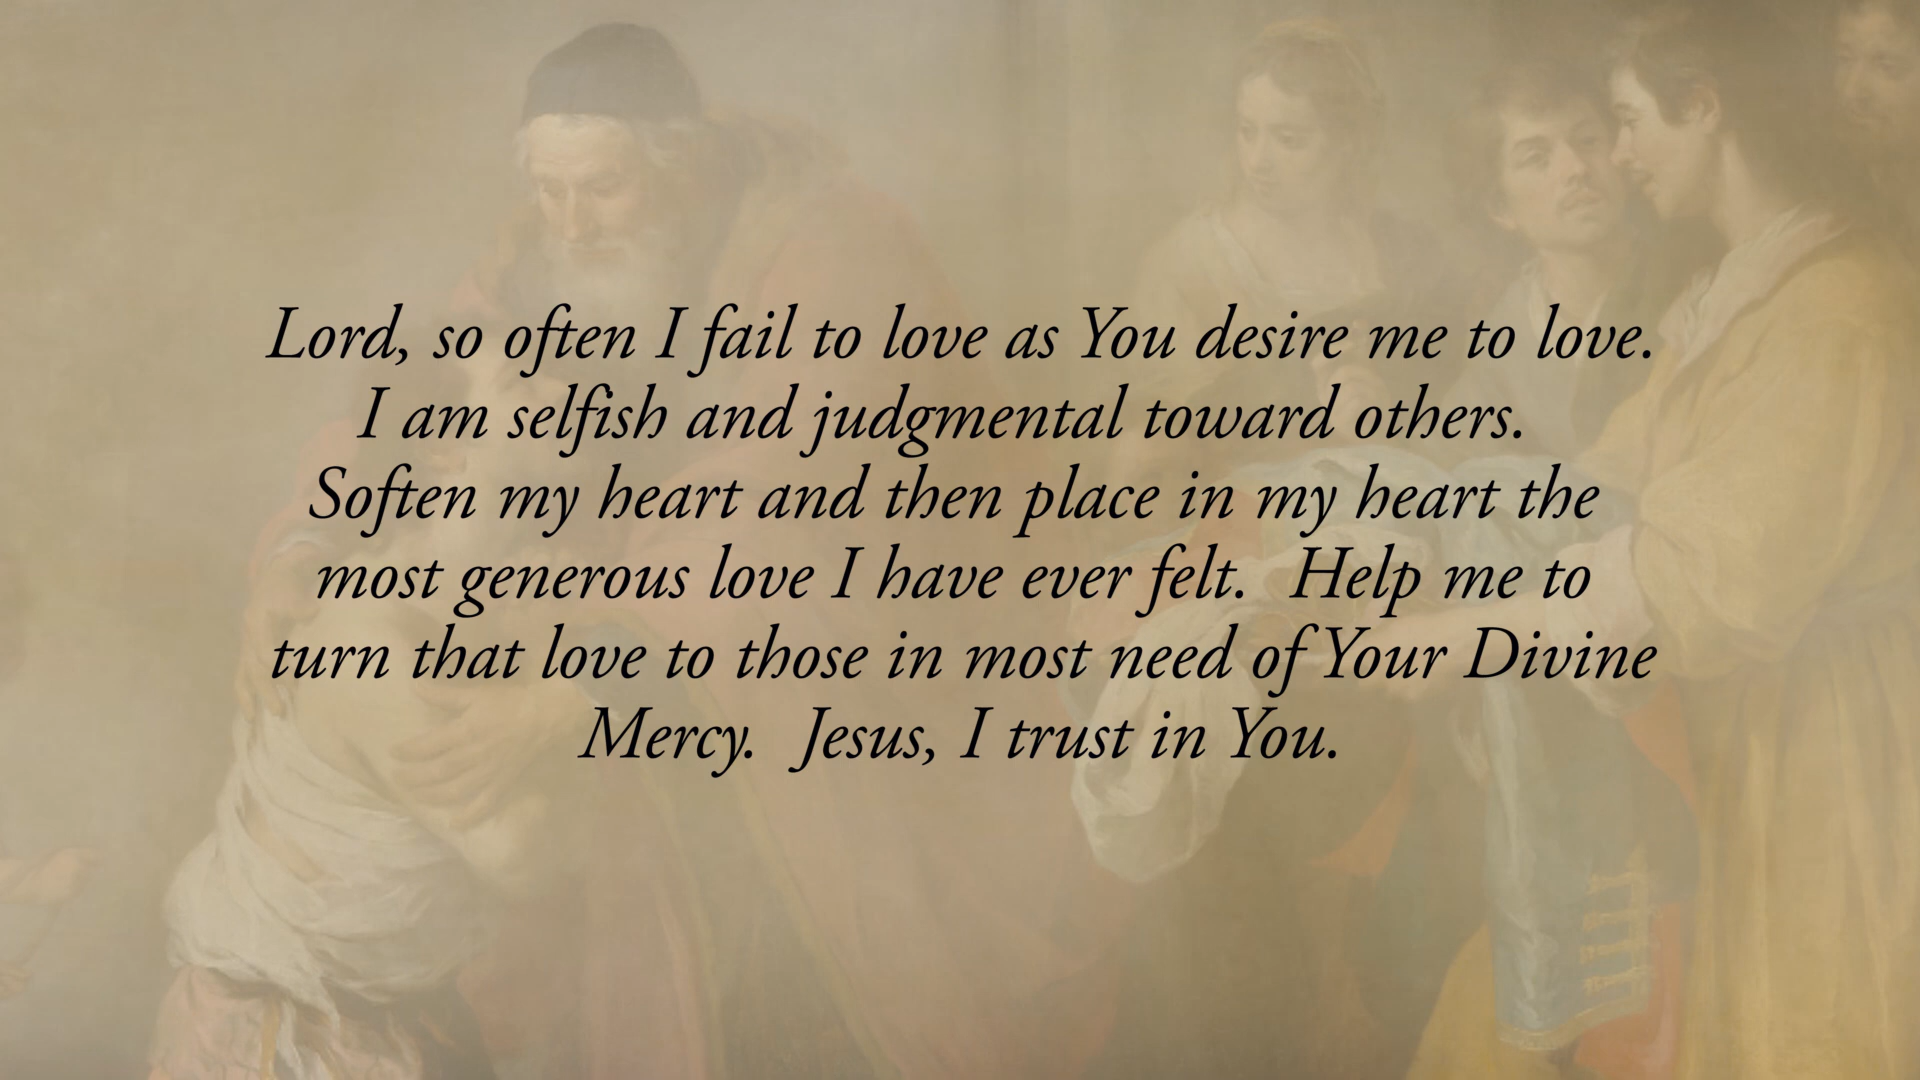 Lord, so often I fail to love as You desire me to love.
I am selfish and judgmental toward others.
Soften my heart and then place in my heart the
most generous love I have ever felt.  Help me to
turn that love to those in most need of Your Divine
Mercy.  Jesus, I trust in You.